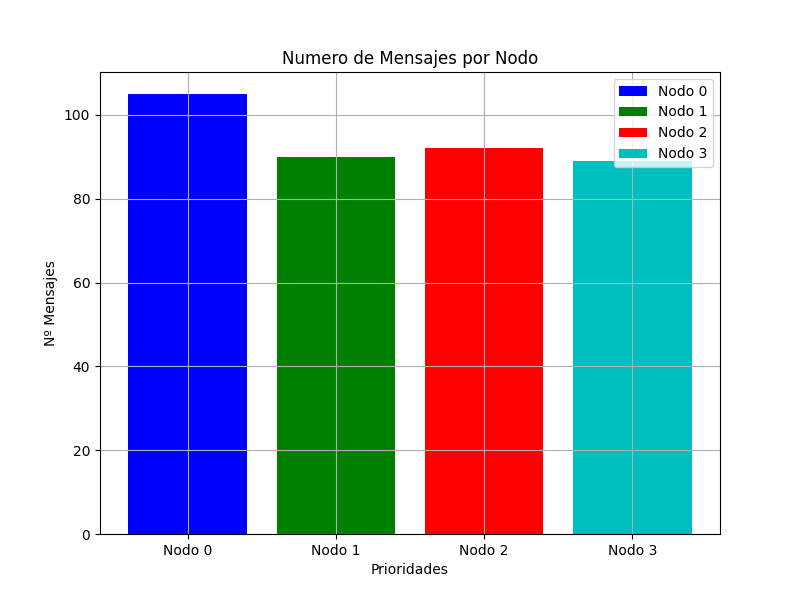 Numero de Mensajes por Nodo
Nodo 0
Nodo 1
Nodo 2
Nodo 3
100
80
60
40
20
0
Nº Mensajes
Nodo 0
Nodo 1
Nodo 2
Nodo 3
Prioridades